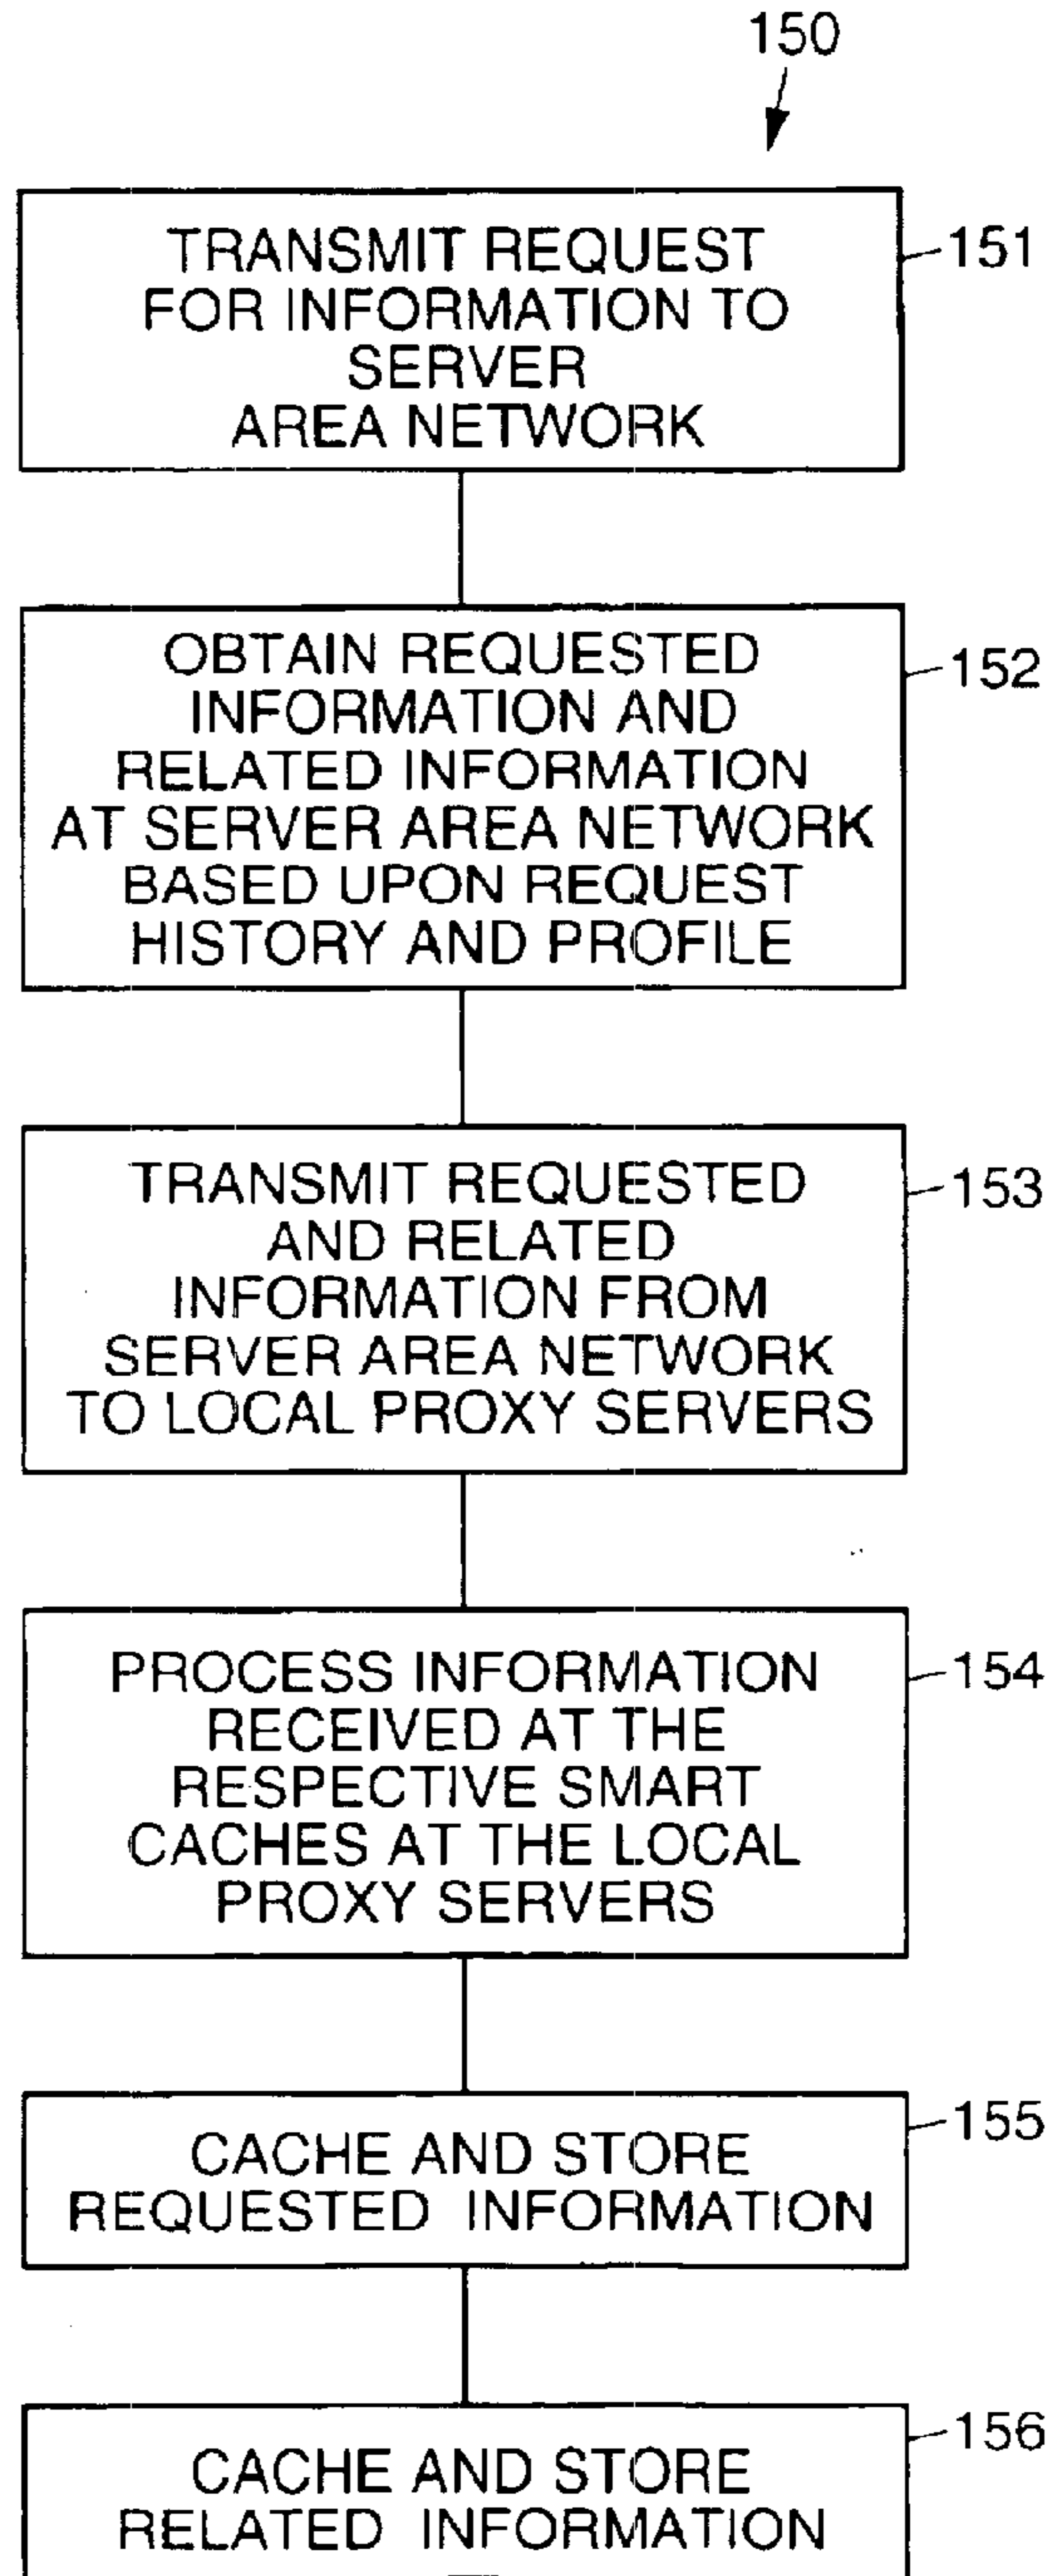 150
TRANSMIT REQUEST
FOR INFORMATION TO
SERVER
AREA NETWORK
151
OBTAIN REQUESTED
INFORMATION AND
RELATED INFORMATION
AT SERVER AREA NETWORK
BASED UPON REQUEST
HISTORY AND PROFILE
152
TRANSMIT REQUESTED
AND RELATED
INFORMATION FROM
SERVER AREA NETWORK
TO LOCAL PROXY SERVERS
153
PROCESS INFORMATION
RECEIVED AT THE
RESPECTIVE SMART
CACHES AT THE LOCAL
PROXY SERVERS
154
CACHE AND STORE
REQUESTED INFORMATION
155
CACHE AND STORE
RELATED INFORMATION
156